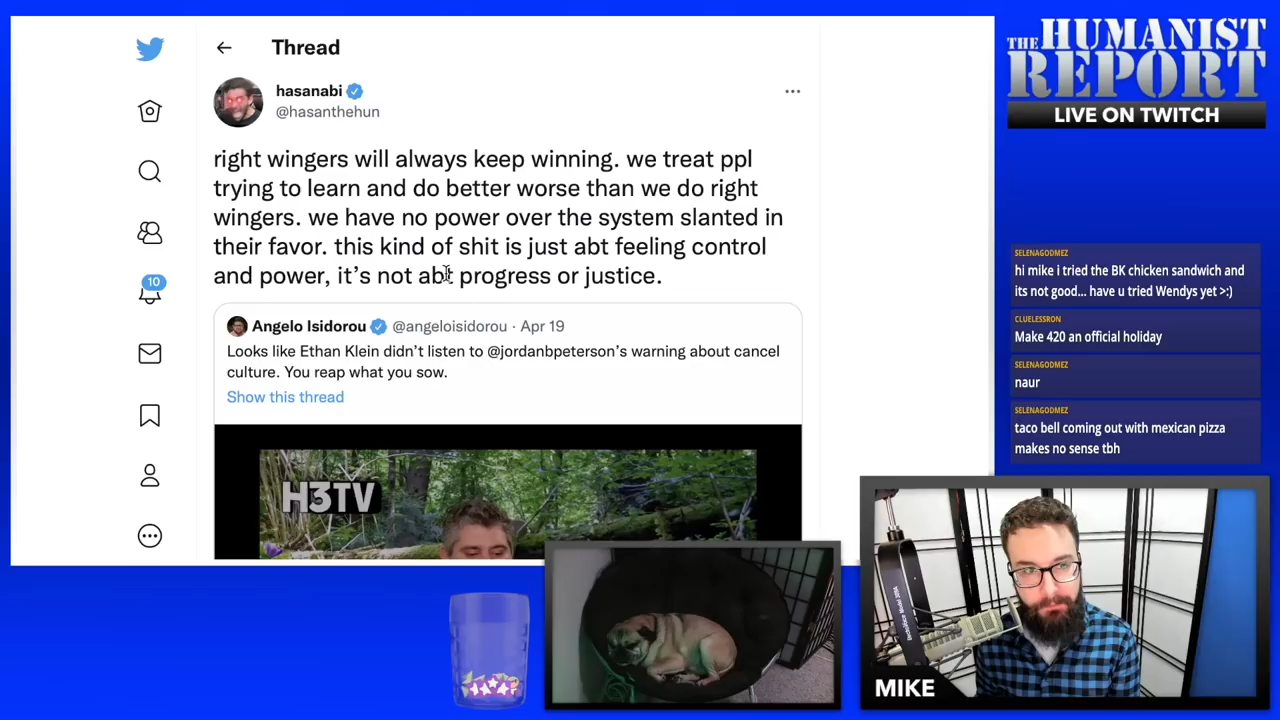 Thread
hasanabi
@hasanthehun
right wingers will always keep winning. we treat ppl
trying to learn and do better worse than we do right
wingers. we have no power over the system slanted in
their favor. this kind of shit is just abt feeling control
and power, it's not abt progress or justice.
10
Angelo Isidorou @angeloisidorou · Apr 19
Looks like Ethan Klein didn't listen to @jordanbpeterson's warning about cancel
culture. You reap what you sow.
Show this thread
H3TV
THE HUMANIST
REPORT
LIVE ON TWITCH
SELENAGODMEZ
hi mike i tried the BK chicken sandwich and
its not good... have u tried Wendys yet >:)
CLUELESSRON
Make 420 an official holiday
SELENAGODMEZ
naur
SELENAGODMEZ
taco bell coming out with mexican pizza
makes no sense tbh
MIKE